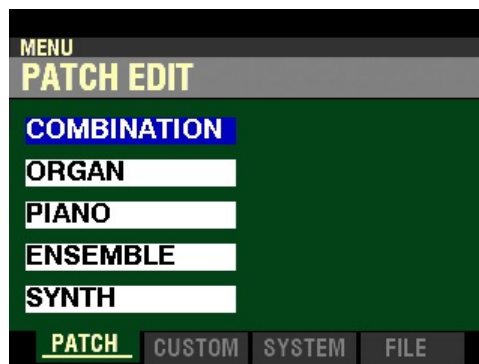 MENU
PATCH EDIT
COMBINATION
ORGAN
PIANO
ENSEMBLE
SYNTH
PATCH CUSTOM SYSTEM FILE